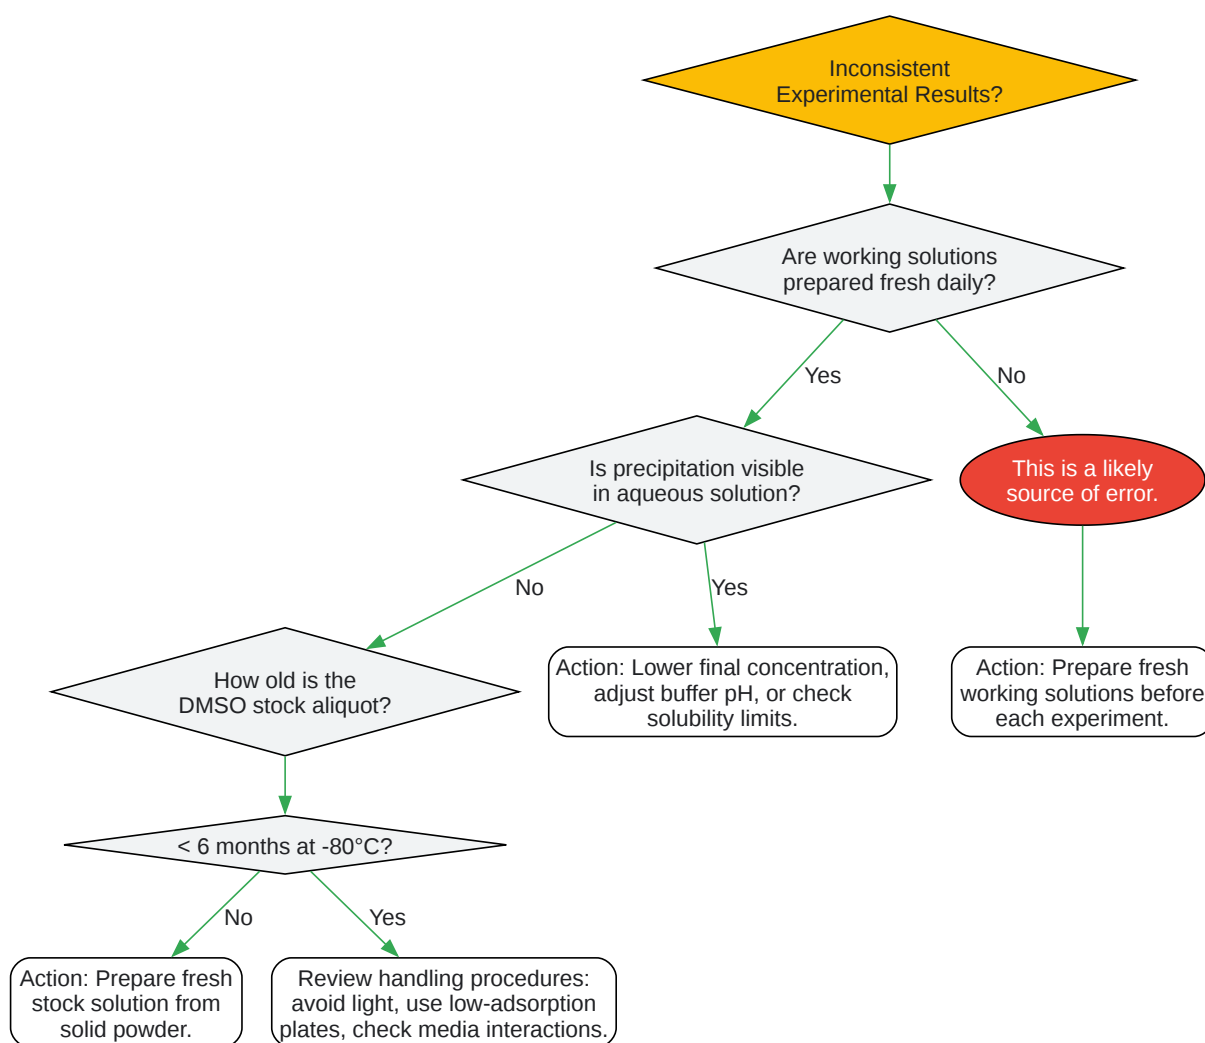 Inconsistent
Experimental Results?
Are working solutions
prepared fresh daily?
Yes
No
Is precipitation visible
in aqueous solution?
This is a likely
source of error.
No
Yes
How old is the
DMSO stock aliquot?
Action: Lower final concentration,
adjust buffer pH, or check
solubility limits.
Action: Prepare fresh
working solutions before
each experiment.
< 6 months at -80°C?
No
Yes
Action: Prepare fresh
stock solution from
solid powder.
Review handling procedures:
avoid light, use low-adsorption
plates, check media interactions.